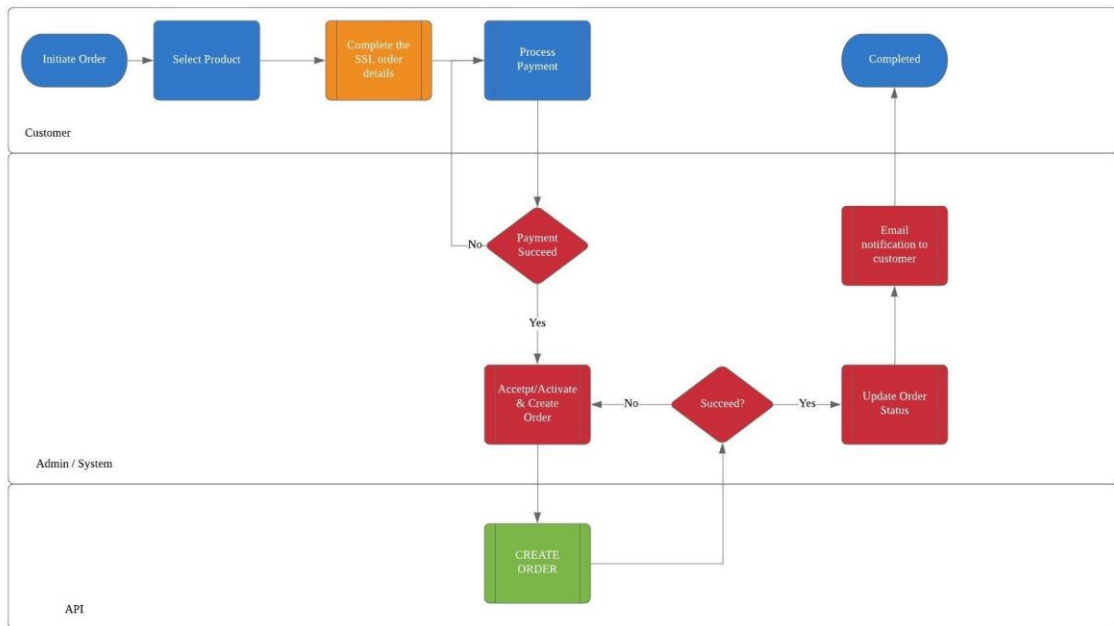 Initiate Order
Select Product
Complete the
SSL order
details
Process
Payment
Completed
Customer
Payment
Succeed
No
Yes
Email
notification to
customer
Accetpt/Activate
& Create
Order
No
Succeed?
Yes
Update Order
Status
Admin / System
CREATE
ORDER
API